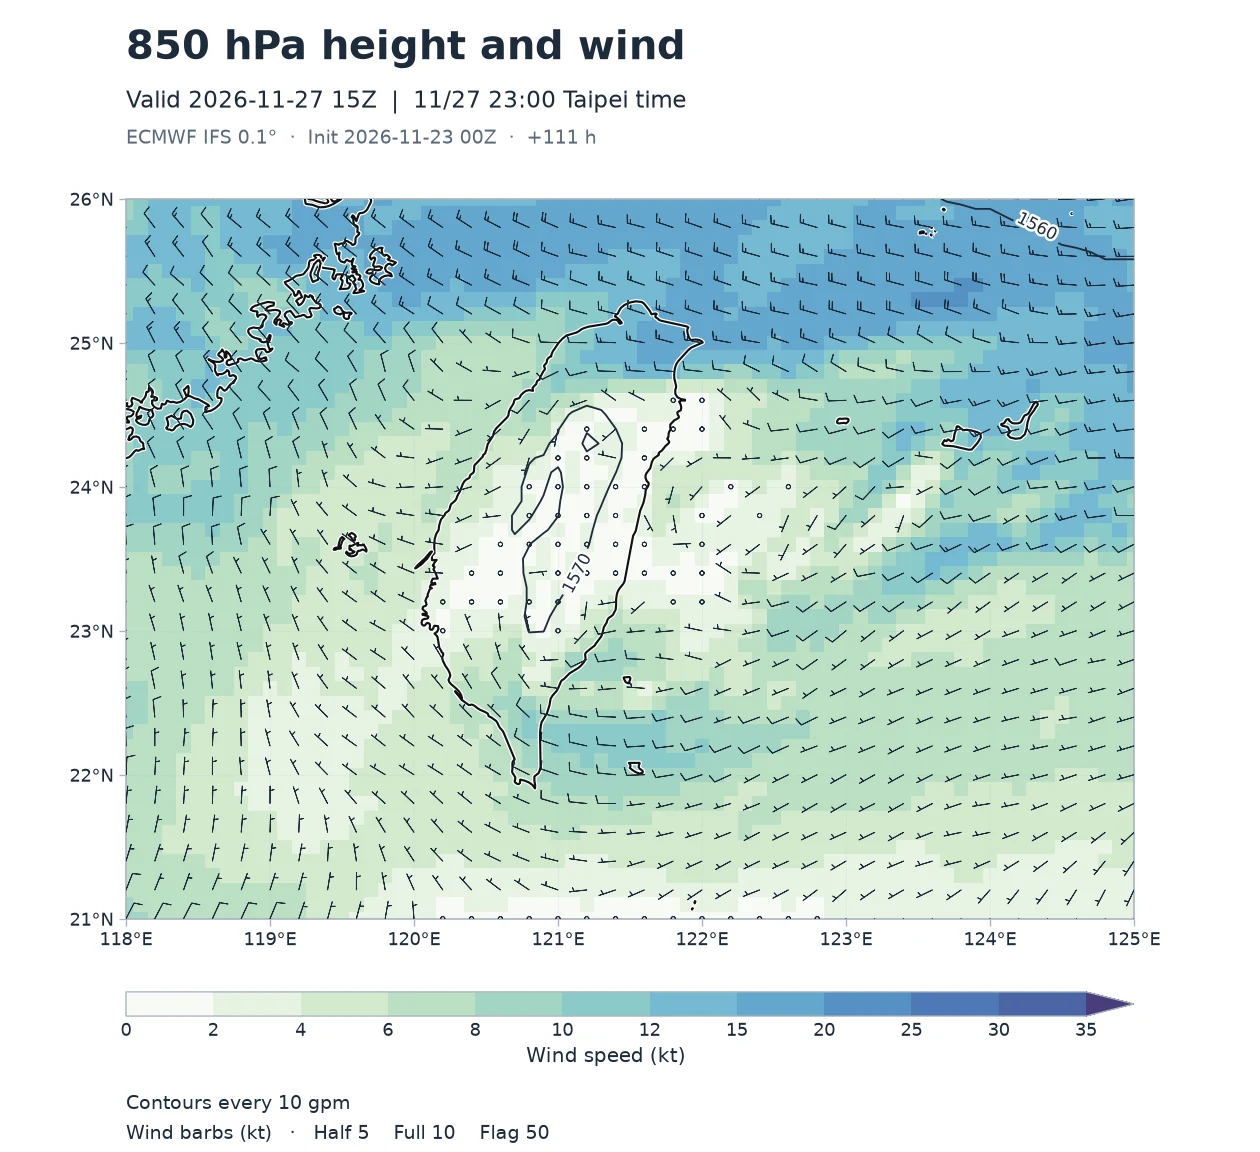 850 hPa height and wind
Valid 2026-11-27 15Z | 11/27 23:00 Taipei time
ECMWF IFS 0.1° · Init 2026-11-23 00Z · +111 h
26°N
1560
25°N
24°N
1570
23°N
22°N
21°N
118°E 119°E 120°E 121°E 122°E 123°E 124°E 125°E
0 2 4 6 8 10 12 15 20 25 30 35
Wind speed (kt)
Contours every 10 gpm
Wind barbs (kt) · Half 5 Full 10 Flag 50